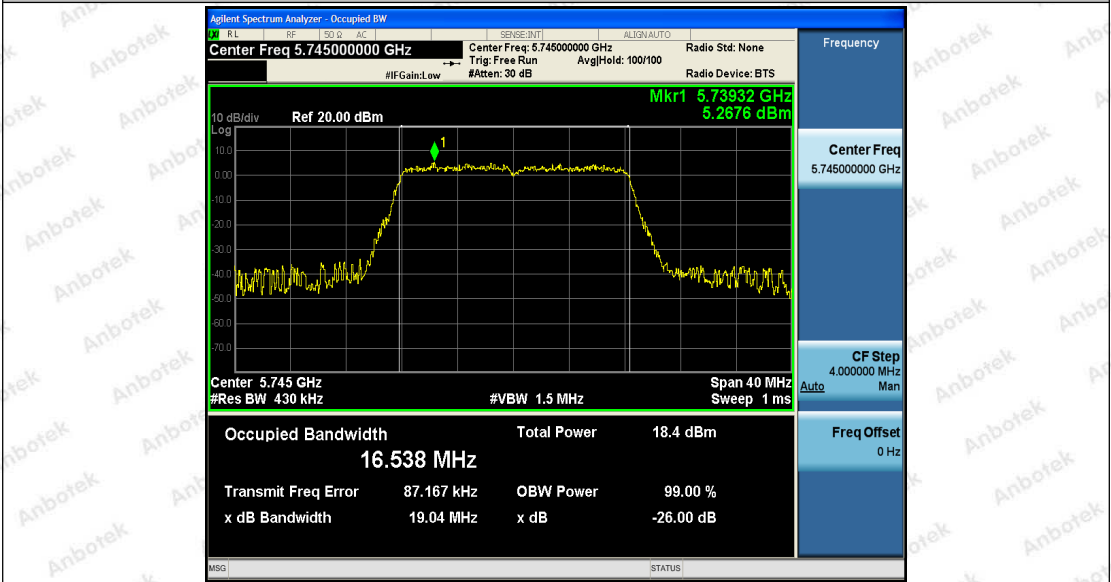 Agilent Spectrum Analyzer - Occupied BW
R L RF 50 Ω AC SENSE:INT ALIGNAUTO
Center Freq 5.745000000 GHz
Center Freq: 5.745000000 GHz Radio Std: None
Trig: Free Run Avg|Hold: 100/100
#IFGain:Low #Atten: 30 dB Radio Device: BTS
Mkr1 5.73932 GHz
5.2676 dBm
10 dB/div Ref 20.00 dBm
Log
1
10.0
0.00
-10.0
-20.0
-30.0
-40.0
-50.0
-60.0
-70.0
Center 5.745 GHz Span 40 MHz
#Res BW 430 kHz #VBW 1.5 MHz Sweep 1 ms
Occupied Bandwidth Total Power 18.4 dBm
16.538 MHz
Transmit Freq Error 87.167 kHz OBW Power 99.00 %
x dB Bandwidth 19.04 MHz x dB -26.00 dB
MSG STATUS
Frequency
Center Freq
5.745000000 GHz
CF Step
4.000000 MHz
Auto Man
Freq Offset
0 Hz
Anbotek